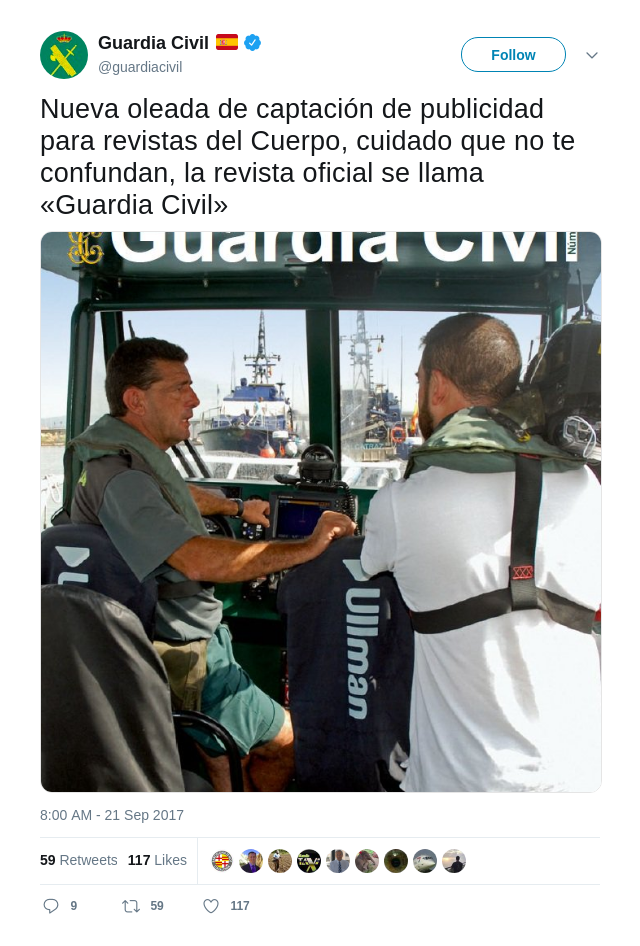 Guardia Civil
@guardiacivil
Follow
Nueva oleada de captación de publicidad
para revistas del Cuerpo, cuidado que no te
confundan, la revista oficial se llama
«Guardia Civil»
Guardia Civil
Núm
Ullman
8:00 AM - 21 Sep 2017
59 Retweets 117 Likes
9 59 117